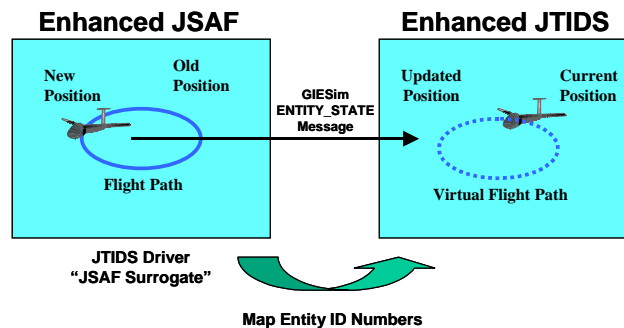 Enhanced JSAF
Enhanced JTIDS
New
Position
Old
Position
Flight Path
GIESim
ENTITY_STATE
Message
Updated
Position
Current
Position
Virtual Flight Path
JTIDS Driver
“JSAF Surrogate”
Map Entity ID Numbers